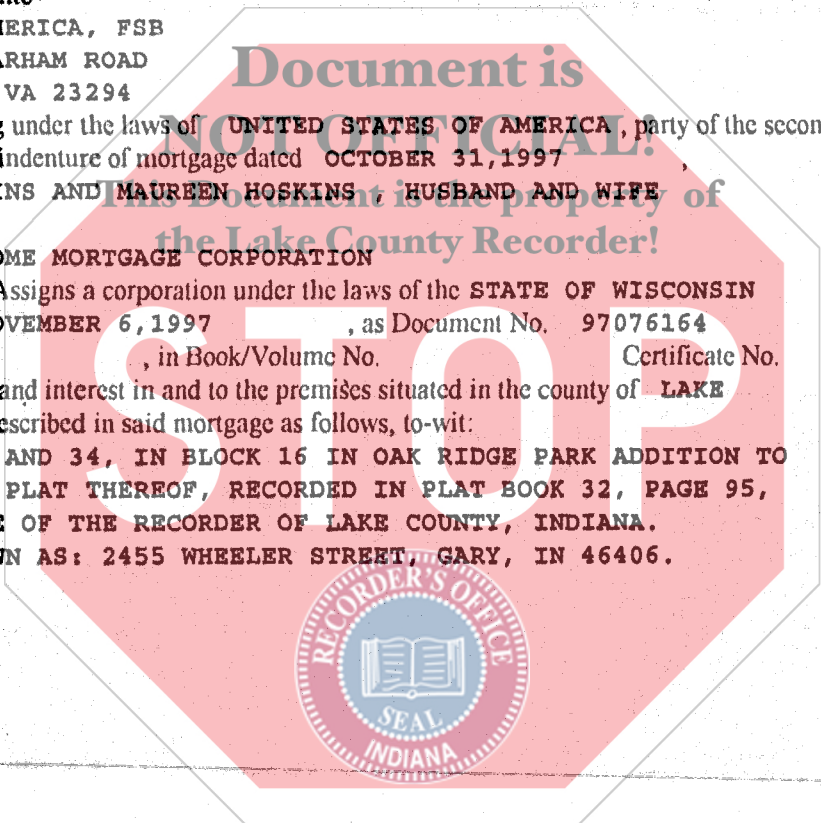 ERICA, FSB
ARHAM ROAD
VA 23294
under the laws of UNITED STATES OF AMERICA , party of the secon
indenture of mortgage dated OCTOBER 31,1997 ,
INS AND MAUREEN HOSKINS , HUSBAND AND WIFE
OME MORTGAGE CORPORATION
Assigns a corporation under the laws of the STATE OF WISCONSIN
OVEMBER 6,1997 , as Document No. 97076164
, in Book/Volume No. Certificate No.
and interest in and to the premises situated in the county of LAKE
escribed in said mortgage as follows, to-wit:
AND 34, IN BLOCK 16 IN OAK RIDGE PARK ADDITION TO
PLAT THEREOF, RECORDED IN PLAT BOOK 32, PAGE 95,
E OF THE RECORDER OF LAKE COUNTY, INDIANA.
WN AS: 2455 WHEELER STREET, GARY, IN 46406.
Document is
NOT OFFICIAL!
This Document is the property of
the Lake County Recorder!
STOP
RECORDER'S OFFICE
SEAL
INDIANA